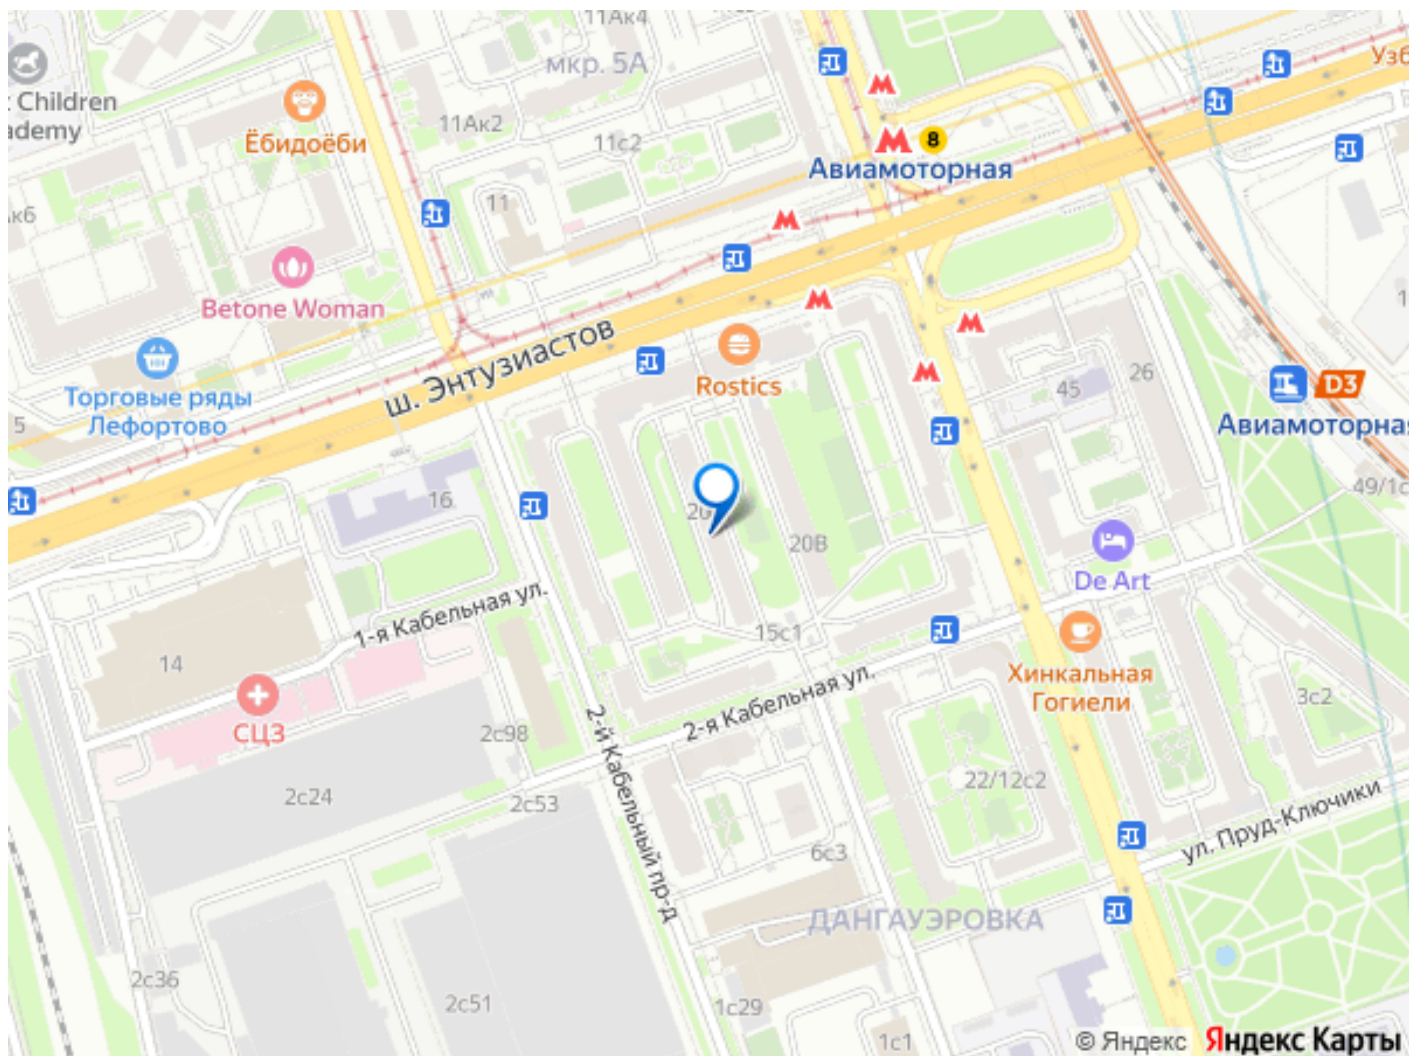 11Ак4
мкр. 5А
Узб
Children
ademy
Ёбидоёби
11Ак2
11с2
8
Авиамоторная
11
Betone Woman
Торговые ряды
Лефортово
5
ш. Энтузиастов
Rostics
45
26
D3
Авиамоторная
49/1с
16
20
20В
De Art
1-я Кабельная ул.
15с1
14
СЦЗ
2-я Кабельная ул.
Хинкальная
Гогиели
3с2
2с98
2-й Кабельный пр-д
2с24
2с53
22/12с2
ул. Пруд-Ключики
6с3
ДАНГАУЭРОВКА
2с36
2с51
1с29
1с1
© Яндекс Яндекс Карты